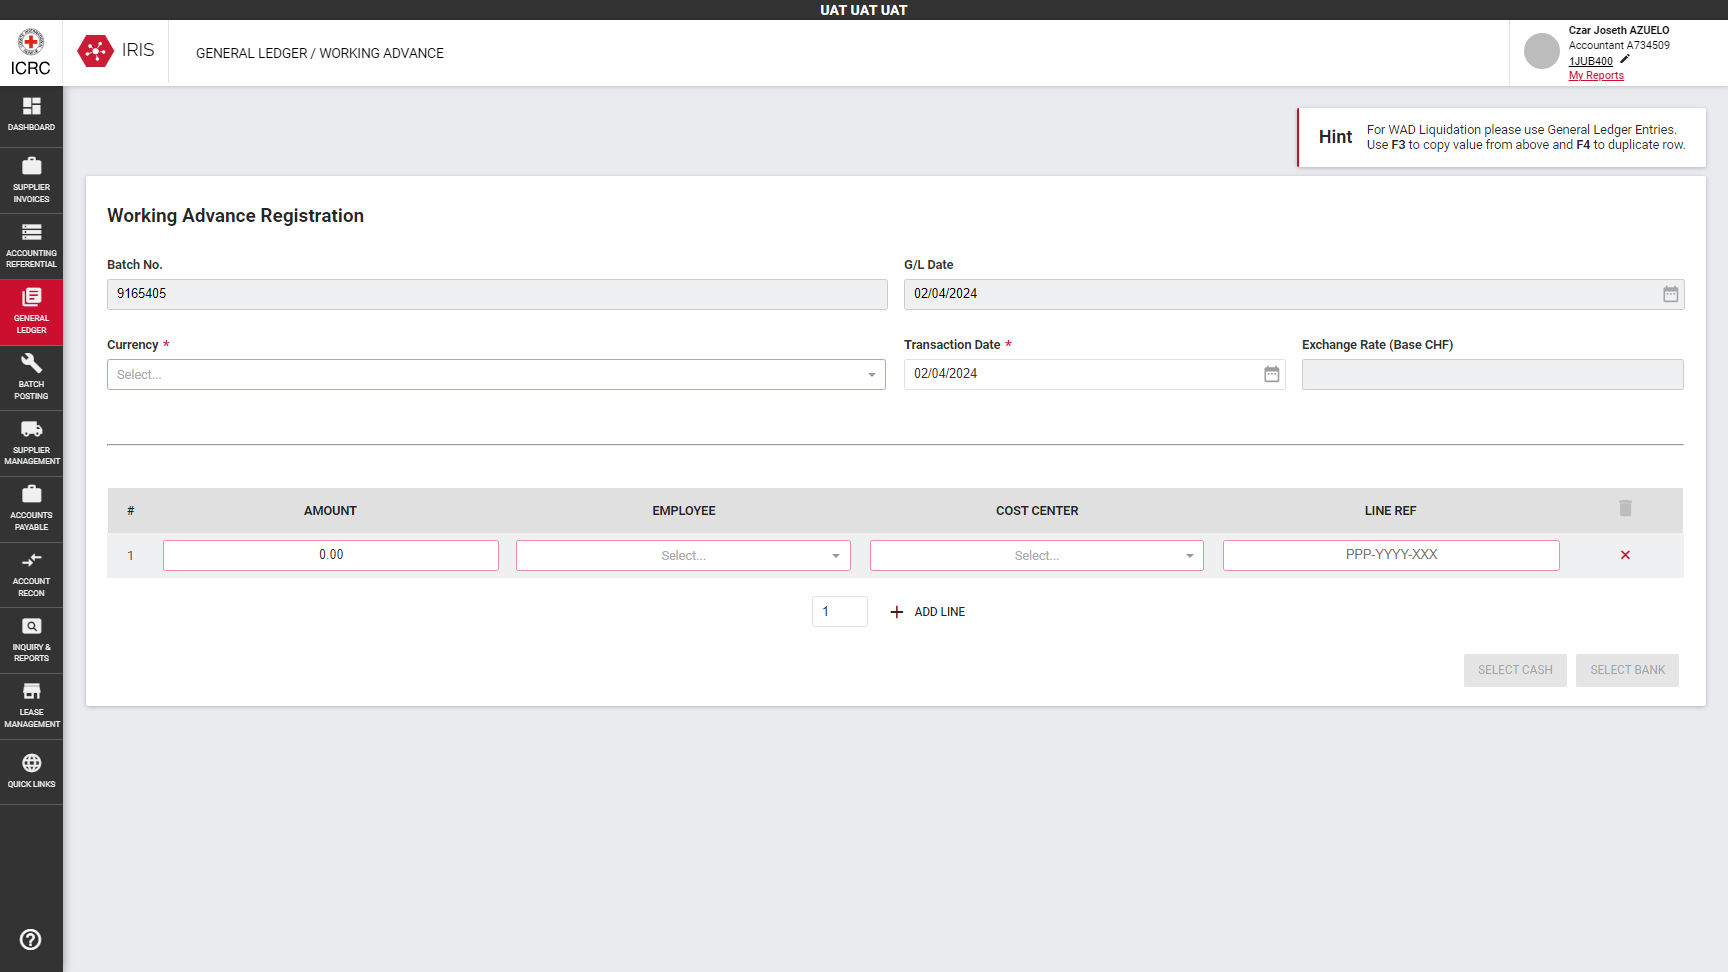 UAT UAT UAT
ICRC
IRIS
GENERAL LEDGER / WORKING ADVANCE
Czar Joseth AZUELO
Accountant A734509
1JUB400
My Reports
DASHBOARD
SUPPLIER
INVOICES
ACCOUNTING
REFERENTIAL
GENERAL
LEDGER
BATCH
POSTING
SUPPLIER
MANAGEMENT
ACCOUNTS
PAYABLE
ACCOUNT
RECON
INQUIRY &
REPORTS
LEASE
MANAGEMENT
QUICK LINKS
Hint
For WAD Liquidation please use General Ledger Entries.
Use F3 to copy value from above and F4 to duplicate row.
Working Advance Registration
Batch No.
G/L Date
9165405
02/04/2024
Currency *
Transaction Date *
Exchange Rate (Base CHF)
Select...
02/04/2024
# AMOUNT EMPLOYEE COST CENTER LINE REF
1 0.00 Select... Select... PPP-YYYY-XXX
1 ADD LINE
SELECT CASH SELECT BANK